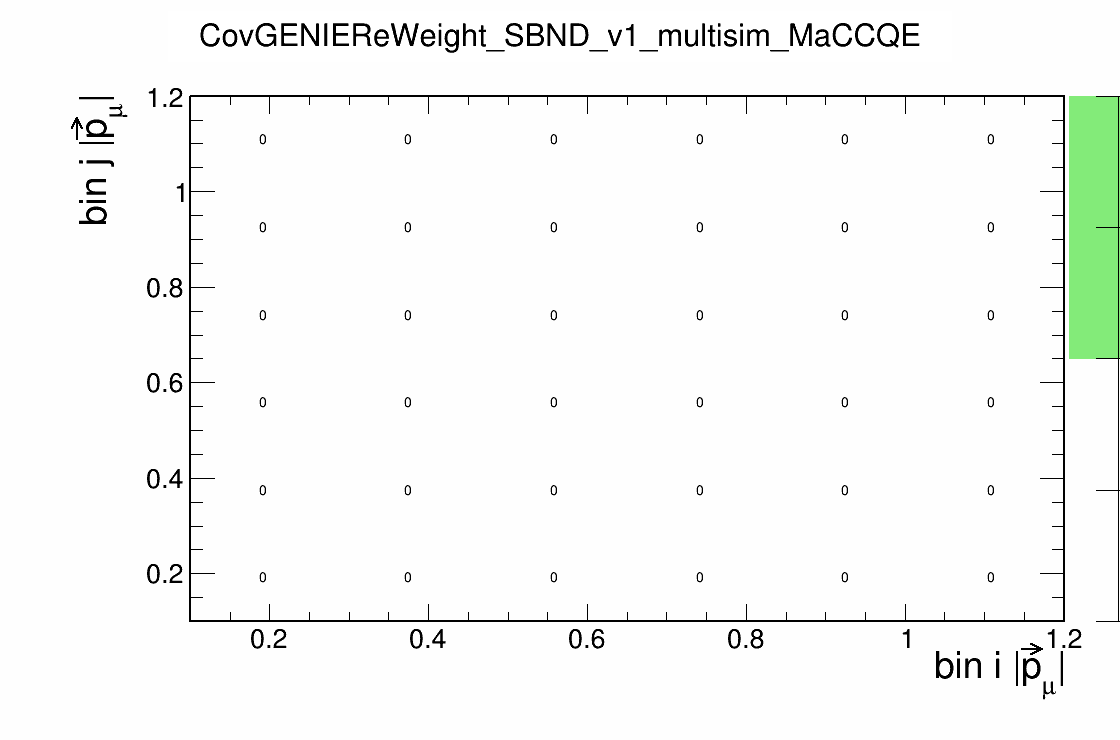 CovGENIEReWeight_SBND_v1_multisim_MaCCQE
bin j |p⃗μ|
1.2
0 0 0 0 0 0
1
0 0 0 0 0 0
0.8
0 0 0 0 0 0
0.6
0 0 0 0 0 0
0.4
0 0 0 0 0 0
0.2
0 0 0 0 0 0
0.2 0.4 0.6 0.8 1 1.2
bin i |p⃗μ|